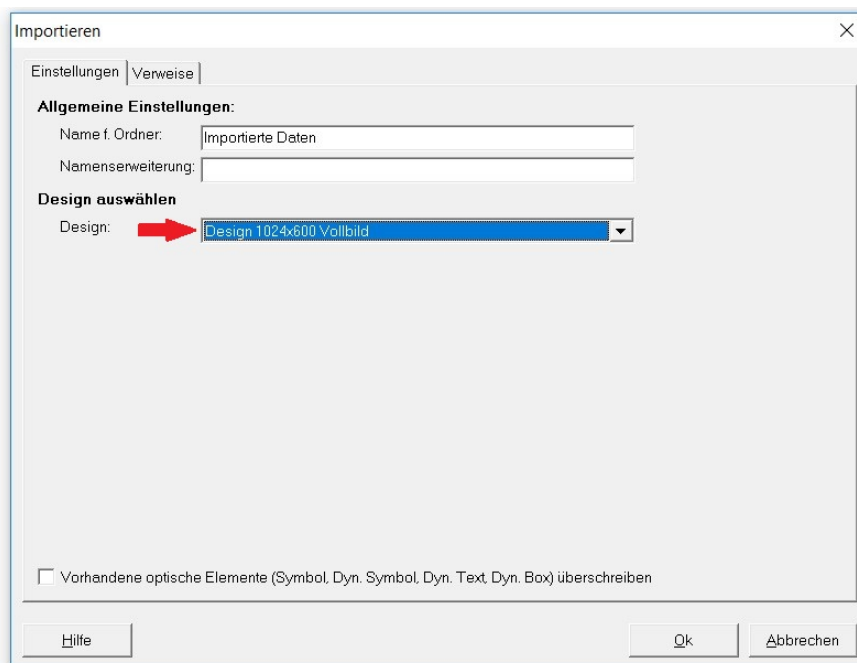 Importieren
Einstellungen Verweise
Allgemeine Einstellungen:
Name f. Ordner: Importierte Daten
Namenserweiterung:
Design auswählen
Design: Design 1024x600 Vollbild
Vorhandene optische Elemente (Symbol, Dyn. Symbol, Dyn. Text, Dyn. Box) überschreiben
Hilfe Ok Abbrechen